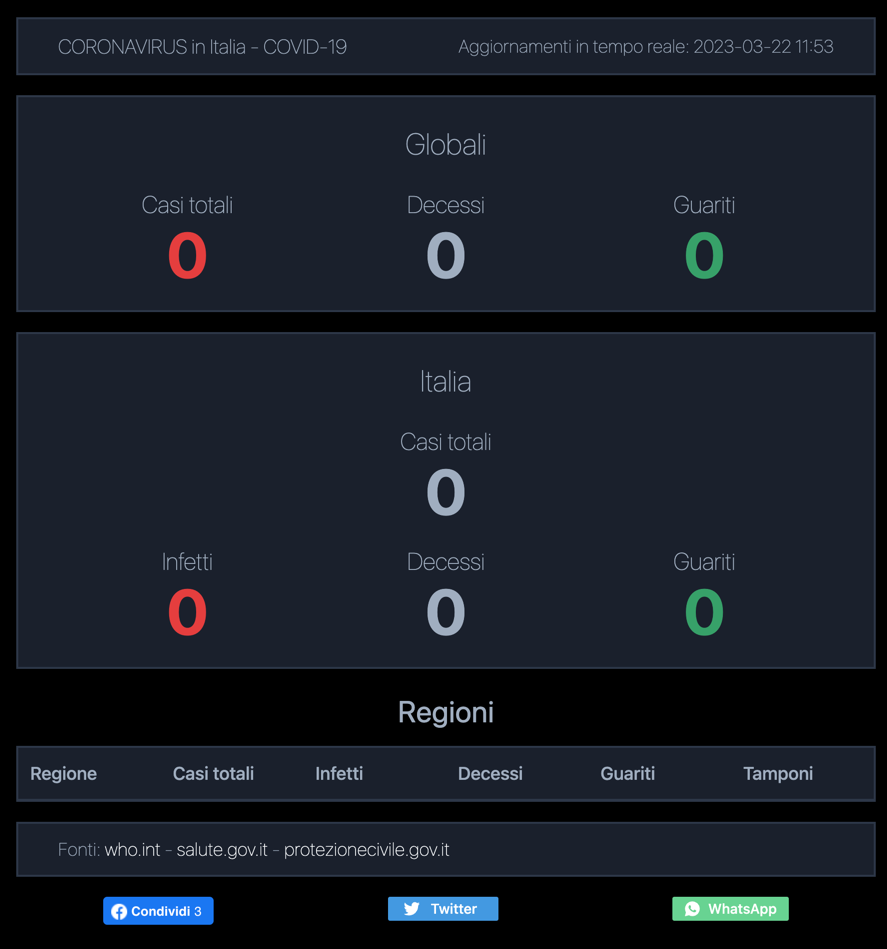 CORONAVIRUS in Italia - COVID-19 Aggiornamenti in tempo reale: 2023-03-22 11:53
Globali
Casi totali Decessi Guariti
0 0 0
Italia
Casi totali
0
Infetti Decessi Guariti
0 0 0
Regioni
Regione Casi totali Infetti Decessi Guariti Tamponi
Fonti: who.int - salute.gov.it - protezionecivile.gov.it
Condividi 3 Twitter WhatsApp